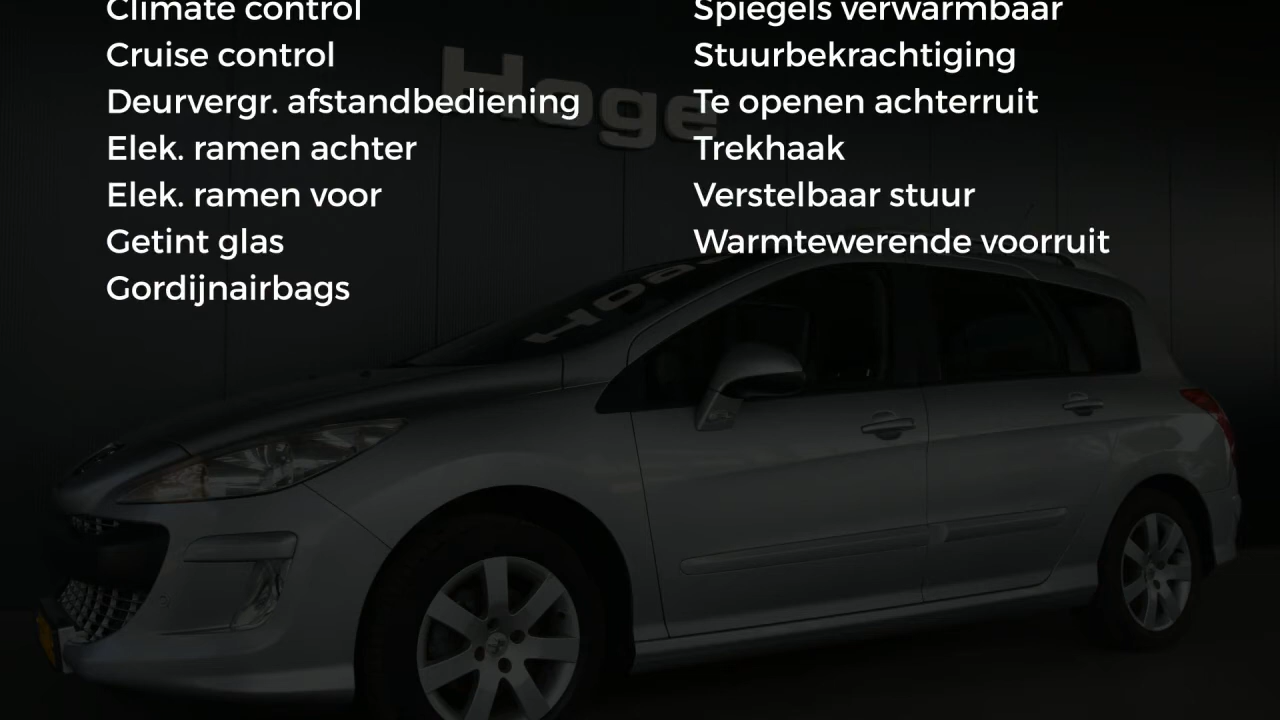 Climate control
Cruise control
Deurvergr. afstandbediening
Elek. ramen achter
Elek. ramen voor
Getint glas
Gordijnairbags
Spiegels verwarmbaar
Stuurbekrachtiging
Te openen achterruit
Trekhaak
Verstelbaar stuur
Warmtewerende voorruit
Hoge